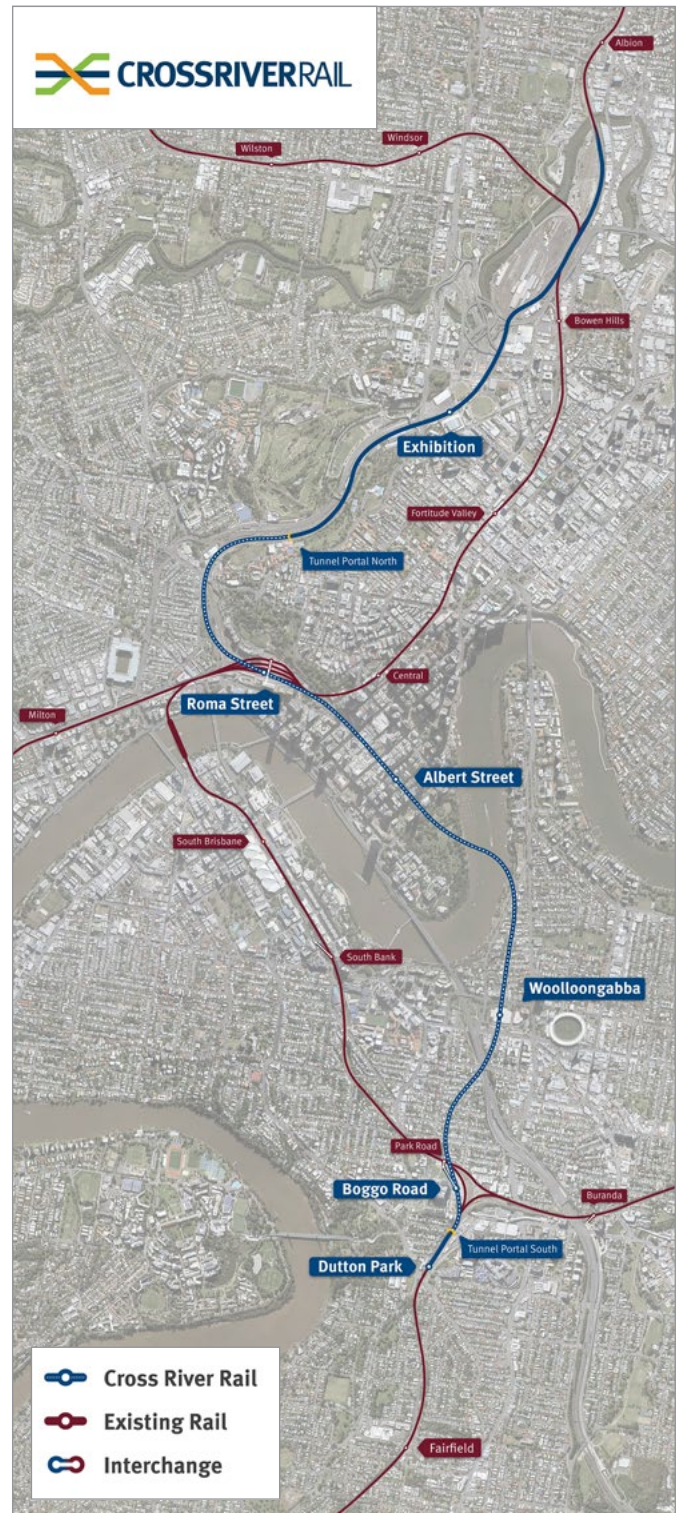 CROSSRIVERRAIL
Albion
Windsor
Wilston
Bowen Hills
Exhibition
Fortitude Valley
Tunnel Portal North
Central
Roma Street
Milton
Albert Street
South Brisbane
South Bank
Woolloongabba
Park Road
Boggo Road
Buranda
Tunnel Portal South
Dutton Park
Cross River Rail
Existing Rail
Interchange
Fairfield